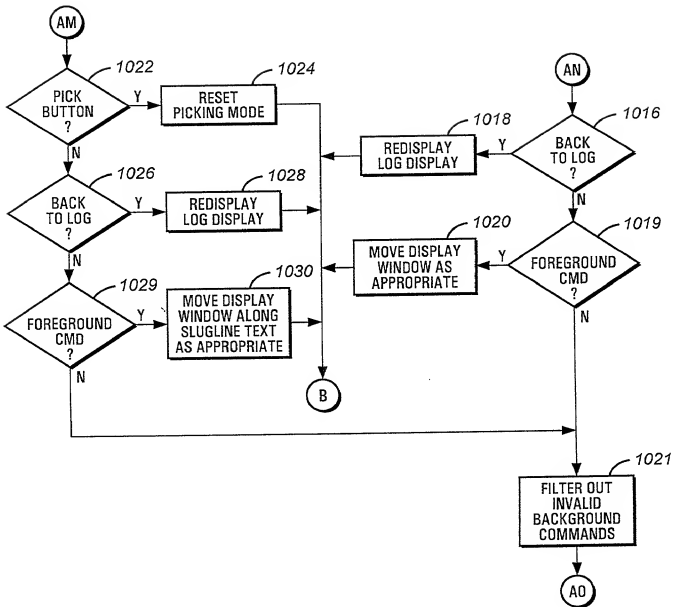 AM
1022
PICK
BUTTON
?
Y
N
1024
RESET
PICKING MODE
1026
BACK
TO LOG
?
Y
N
1028
REDISPLAY
LOG DISPLAY
1029
FOREGROUND
CMD
?
Y
N
1030
MOVE DISPLAY
WINDOW ALONG
SLUGLINE TEXT
AS APPROPRIATE
B
AN
1016
BACK
TO LOG
?
Y
N
1018
REDISPLAY
LOG DISPLAY
1019
FOREGROUND
CMD
?
Y
N
1020
MOVE DISPLAY
WINDOW AS
APPROPRIATE
1021
FILTER OUT
INVALID
BACKGROUND
COMMANDS
AO